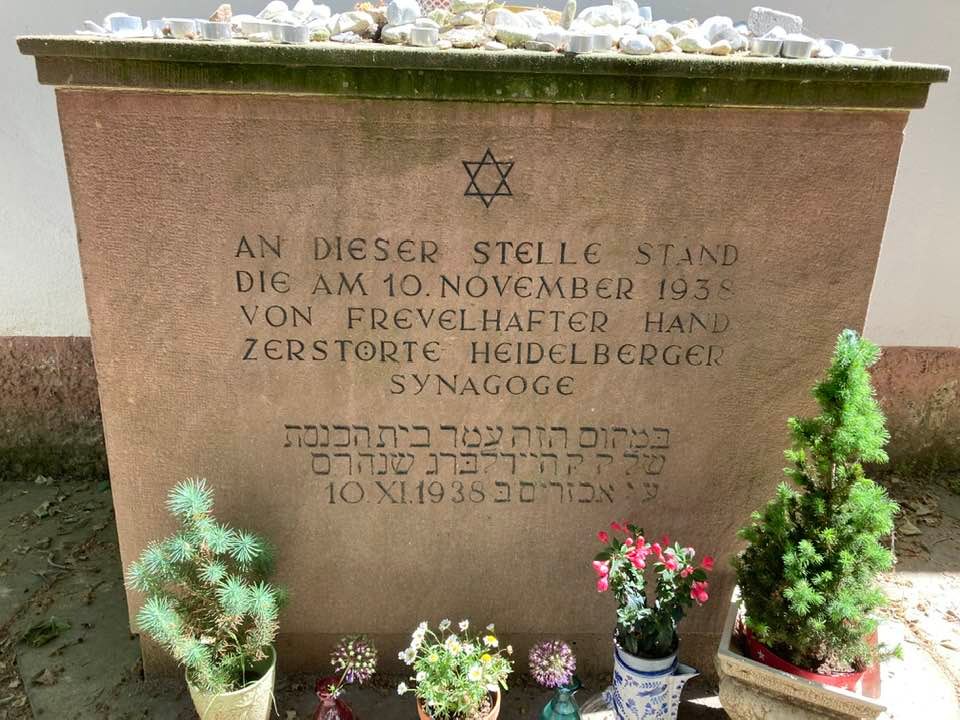 AN DIESER STELLE STAND
DIE AM 10. NOVEMBER 1938
VON FREVELHAFTER HAND
ZERSTÖRTE HEIDELBERGER
SYNAGOGE
במקום הזה עמד בית הכנסת
של ק ק היידלברג שנהרס
ע י אכזרים ב 10.XI.1938